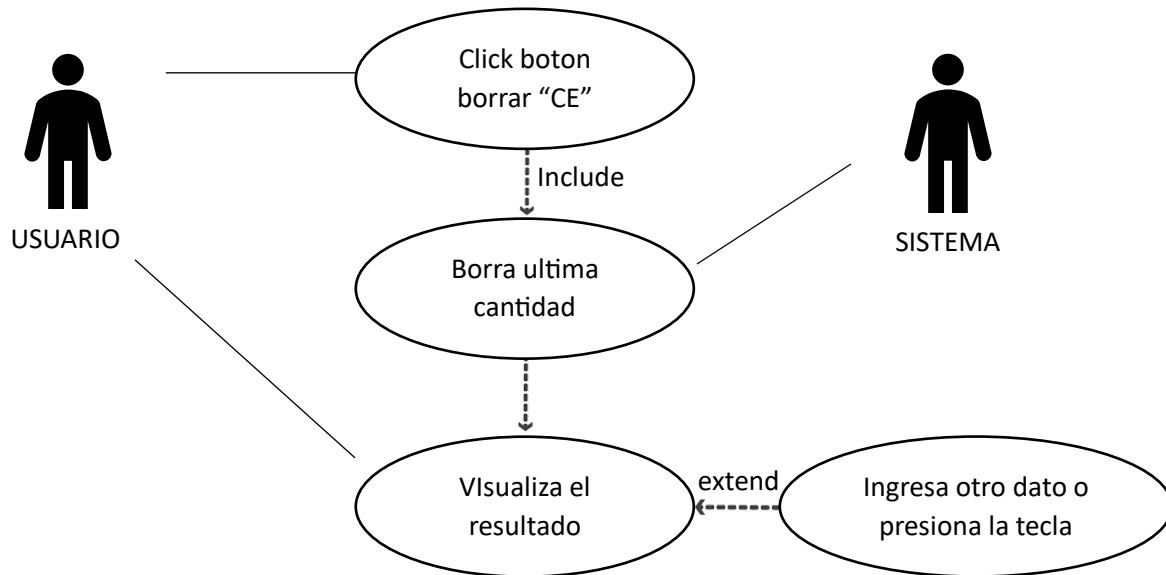 Click boton
borrar “CE”
Include
USUARIO
SISTEMA
Borra ultima
cantidad
VIsualiza el
resultado
extend
Ingresa otro dato o
presiona la tecla